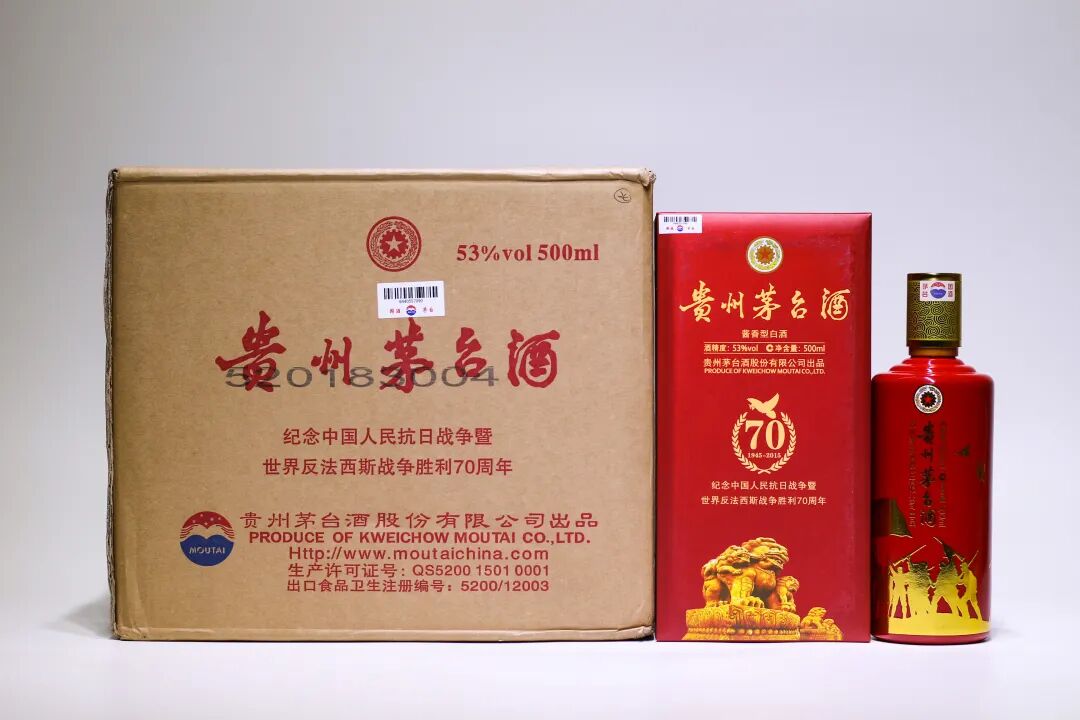 53%vol 500ml
贵州茅台酒
520183004
纪念中国人民抗日战争暨
世界反法西斯战争胜利70周年
贵州茅台酒股份有限公司出品
PRODUCE OF KWEICHOW MOUTAI CO.,LTD.
MOUTAI
Http://www.moutaichina.com
生产许可证号：QS5200 1501 0001
出口食品卫生注册编号：5200/12003
贵州茅台酒
酱香型白酒
酒精度：53%vol 净含量：500ml
贵州茅台酒股份有限公司出品
PRODUCE OF KWEICHOW MOUTAI CO.,LTD.
70
1945-2015
纪念中国人民抗日战争暨
世界反法西斯战争胜利70周年
贵州茅台酒